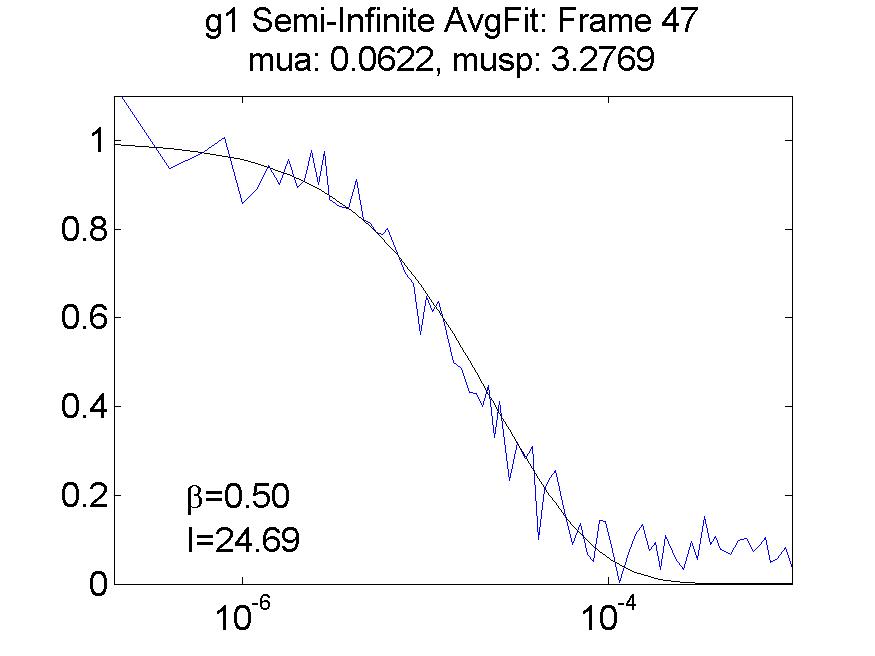 g1 Semi-Infinite AvgFit: Frame 47
mua: 0.0622, musp: 3.2769
1
0.8
0.6
0.4
0.2
0
β=0.50
I=24.69
10^-6
10^-4